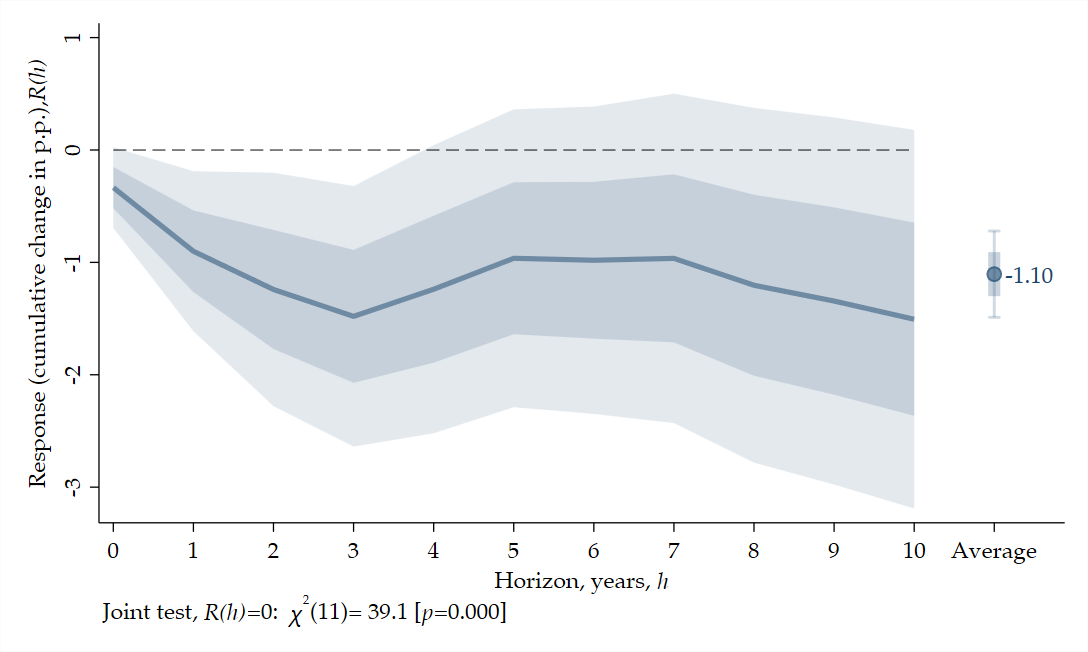 Response (cumulative change in p.p.),R(h)
1
0
-1
-2
-3
-1.10
0 1 2 3 4 5 6 7 8 9 10 Average
Horizon, years, h
Joint test, R(h)=0: χ²(11)= 39.1 [p=0.000]